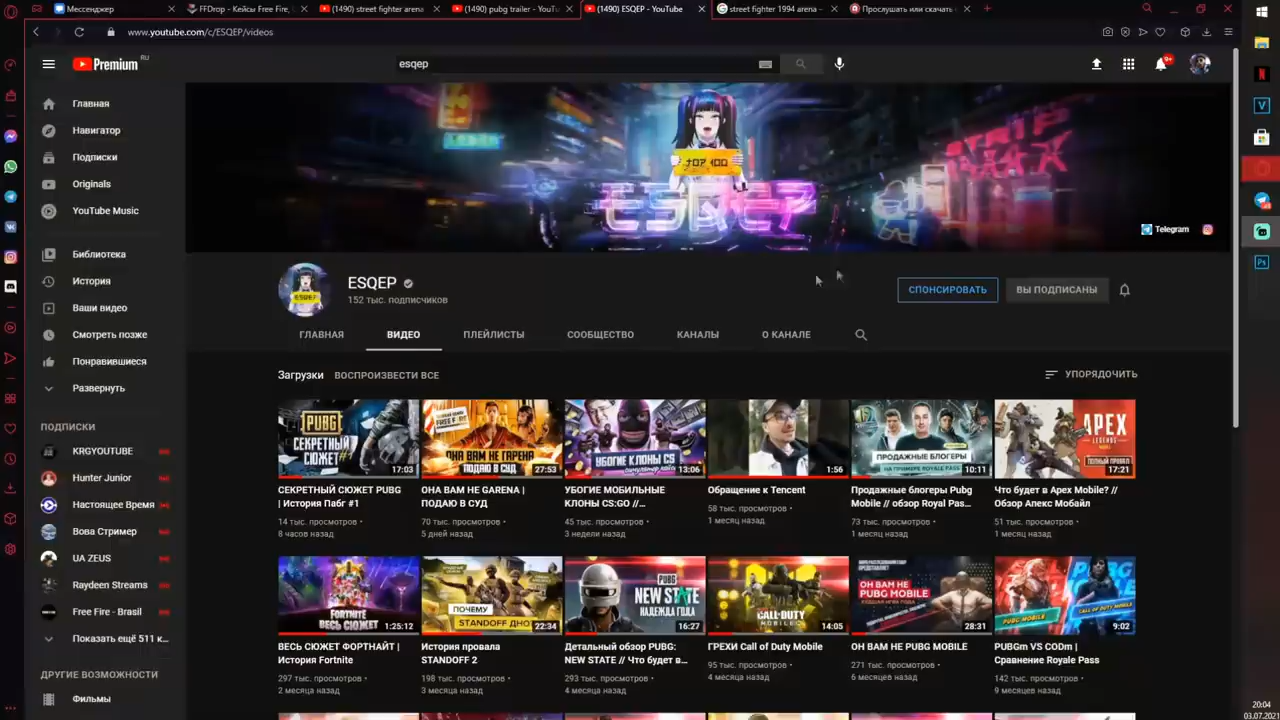 Мессенджер
FFDrop - Кейсы Free Fire,
(1490) street fighter arena
(1490) pubg trailer - YouTu
(1490) ESQEP - YouTube
street fighter 1994 arena -
Прослушать или скачать
www.youtube.com/c/ESQEP/videos
Premium RU
esqep
9+
Главная
Навигатор
Подписки
Originals
YouTube Music
Библиотека
История
Ваши видео
Смотреть позже
Понравившиеся
Развернуть
ПОДПИСКИ
KRGYOUTUBE
Hunter Junior
Настоящее Время
Вова Стример
UA ZEUS
Raydeen Streams
Free Fire - Brasil
Показать ещё 511 к...
ДРУГИЕ ВОЗМОЖНОСТИ
Фильмы
ESQEP
Telegram
ESQEP
152 тыс. подписчиков
СПОНСИРОВАТЬ
ВЫ ПОДПИСАНЫ
ГЛАВНАЯ
ВИДЕО
ПЛЕЙЛИСТЫ
СООБЩЕСТВО
КАНАЛЫ
О КАНАЛЕ
Загрузки
ВОСПРОИЗВЕСТИ ВСЕ
УПОРЯДОЧИТЬ
PUBG
СЕКРЕТНЫЙ
СЮЖЕТ#1
17:03
СЕКРЕТНЫЙ СЮЖЕТ PUBG
| История Пабг #1
14 тыс. просмотров •
8 часов назад
ОНА ВАМ НЕ ГАРЕНА
ПОДАЮ В СУД
27:53
ОНА ВАМ НЕ GARENA |
ПОДАЮ В СУД
70 тыс. просмотров •
5 дней назад
УБОГИЕ КЛОНЫ CS
13:06
УБОГИЕ МОБИЛЬНЫЕ
КЛОНЫ CS:GO //...
45 тыс. просмотров •
3 недели назад
1:56
Обращение к Tencent
58 тыс. просмотров •
1 месяц назад
ПРОДАЖНЫЕ БЛОГЕРЫ
НА ПРИМЕРЕ ROYALE PASS
10:11
Продажные блогеры Pubg
Mobile // обзор Royal Pas...
73 тыс. просмотров •
1 месяц назад
APEX
LEGENDS
17:21
Что будет в Apex Mobile? //
Обзор Апекс Мобайл
51 тыс. просмотров •
1 месяц назад
FORTNITE
ВЕСЬ СЮЖЕТ
1:25:12
ВЕСЬ СЮЖЕТ ФОРТНАЙТ |
История Fortnite
297 тыс. просмотров •
2 месяца назад
ПОЧЕМУ
STANDOFF ДНО
22:34
История провала
STANDOFF 2
198 тыс. просмотров •
3 месяца назад
PUBG
NEW STATE
НАДЕЖДА ГОДА
16:27
Детальный обзор PUBG:
NEW STATE // Что будет в...
293 тыс. просмотров •
4 месяца назад
CALL·DUTY
MOBILE
14:05
ГРЕХИ Call of Duty Mobile
95 тыс. просмотров •
4 месяца назад
ОН ВАМ НЕ
PUBG MOBILE
28:31
ОН ВАМ НЕ PUBG MOBILE
271 тыс. просмотров •
6 месяцев назад
PUBG MOBILE
CALL OF DUTY MOBILE
9:02
PUBGm VS CODm |
Сравнение Royale Pass
142 тыс. просмотров •
9 месяцев назад
20:04
03.07.2021